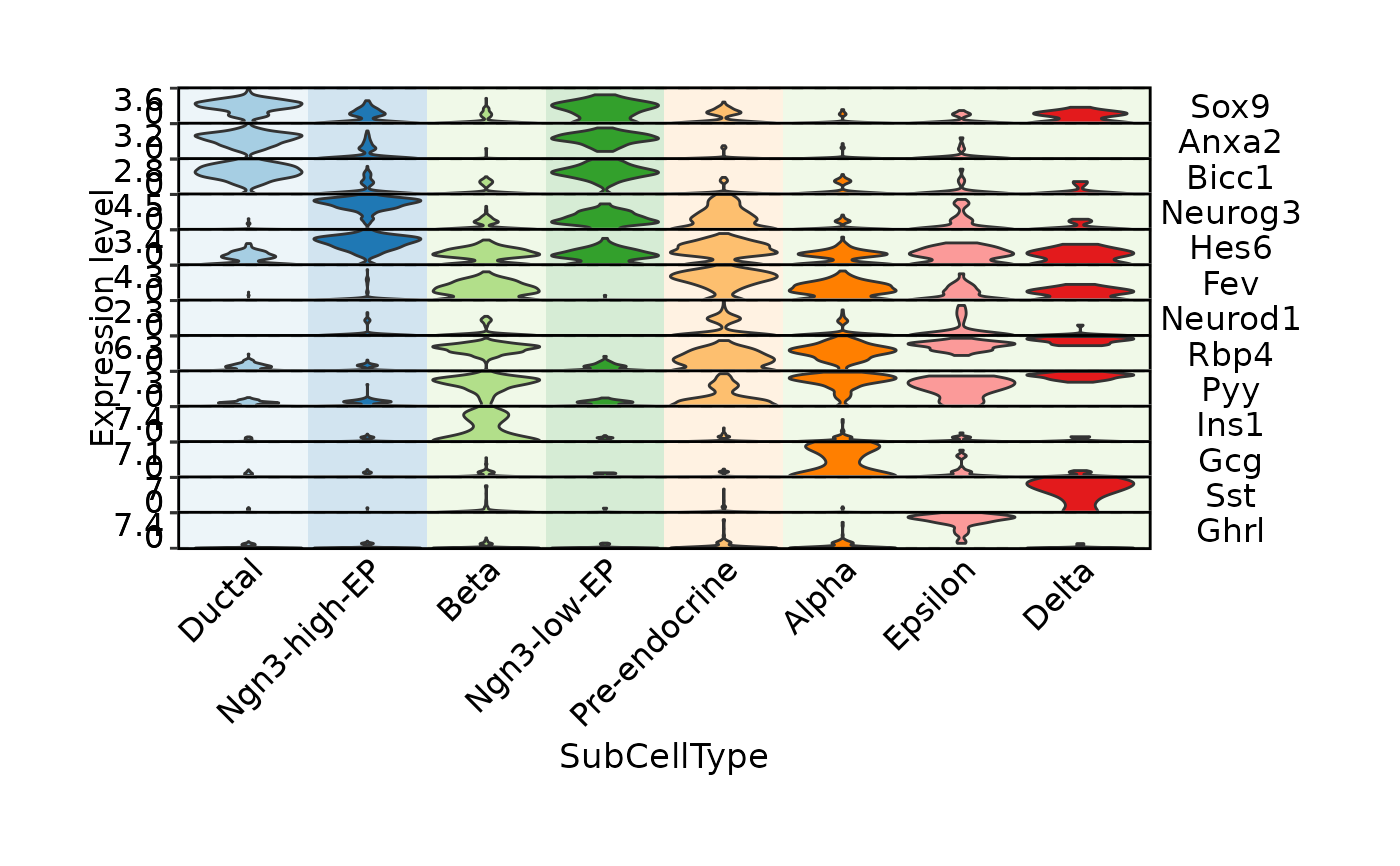 3.6
0
Sox9
3.2
0
Anxa2
2.8
0
Bicc1
4.5
0
Neurog3
3.4
0
Hes6
4.3
0
Fev
2.3
0
Neurod1
6.3
0
Rbp4
7.3
0
Pyy
7.4
0
Ins1
7.1
0
Gcg
7
0
Sst
7.4
0
Ghrl
Expression level
Ductal
Ngn3-high-EP
Beta
Ngn3-low-EP
Pre-endocrine
Alpha
Epsilon
Delta
SubCellType